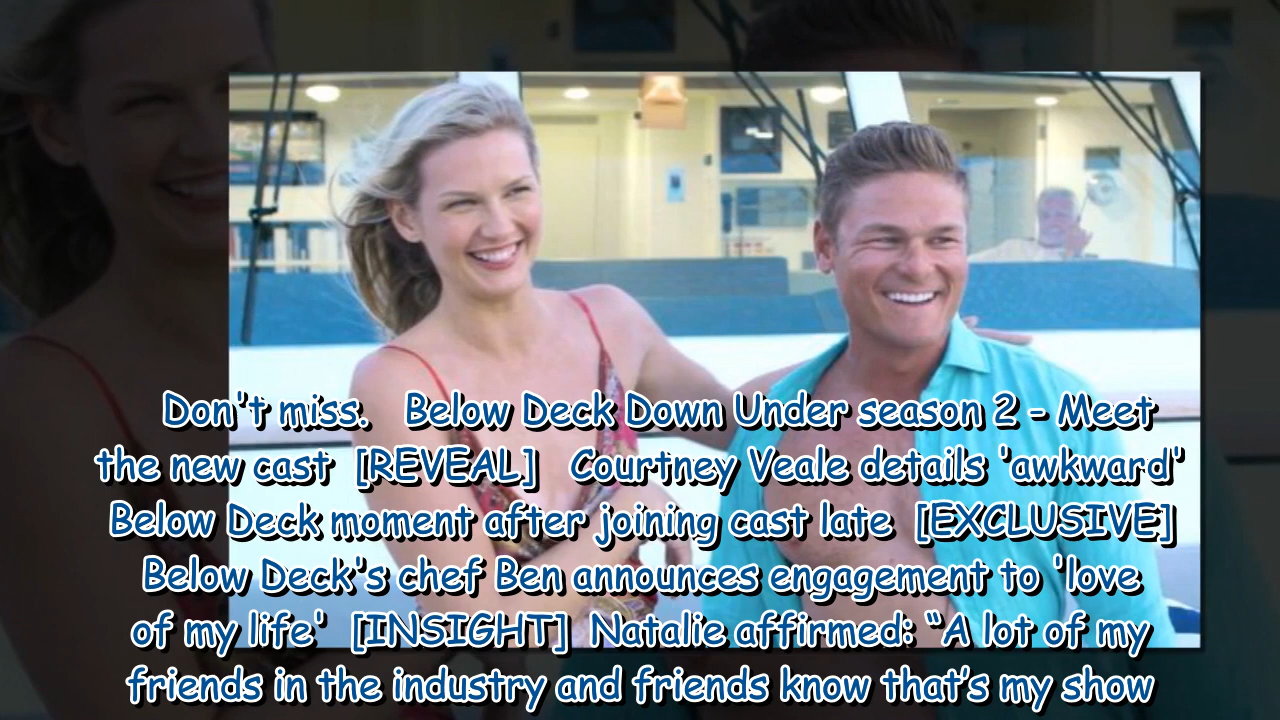 Don't miss. Below Deck Down Under season 2 - Meet
the new cast [REVEAL] Courtney Veale details 'awkward'
Below Deck moment after joining cast late [EXCLUSIVE]
Below Deck's chef Ben announces engagement to 'love
of my life' [INSIGHT] Natalie affirmed: “A lot of my
friends in the industry and friends know that’s my show